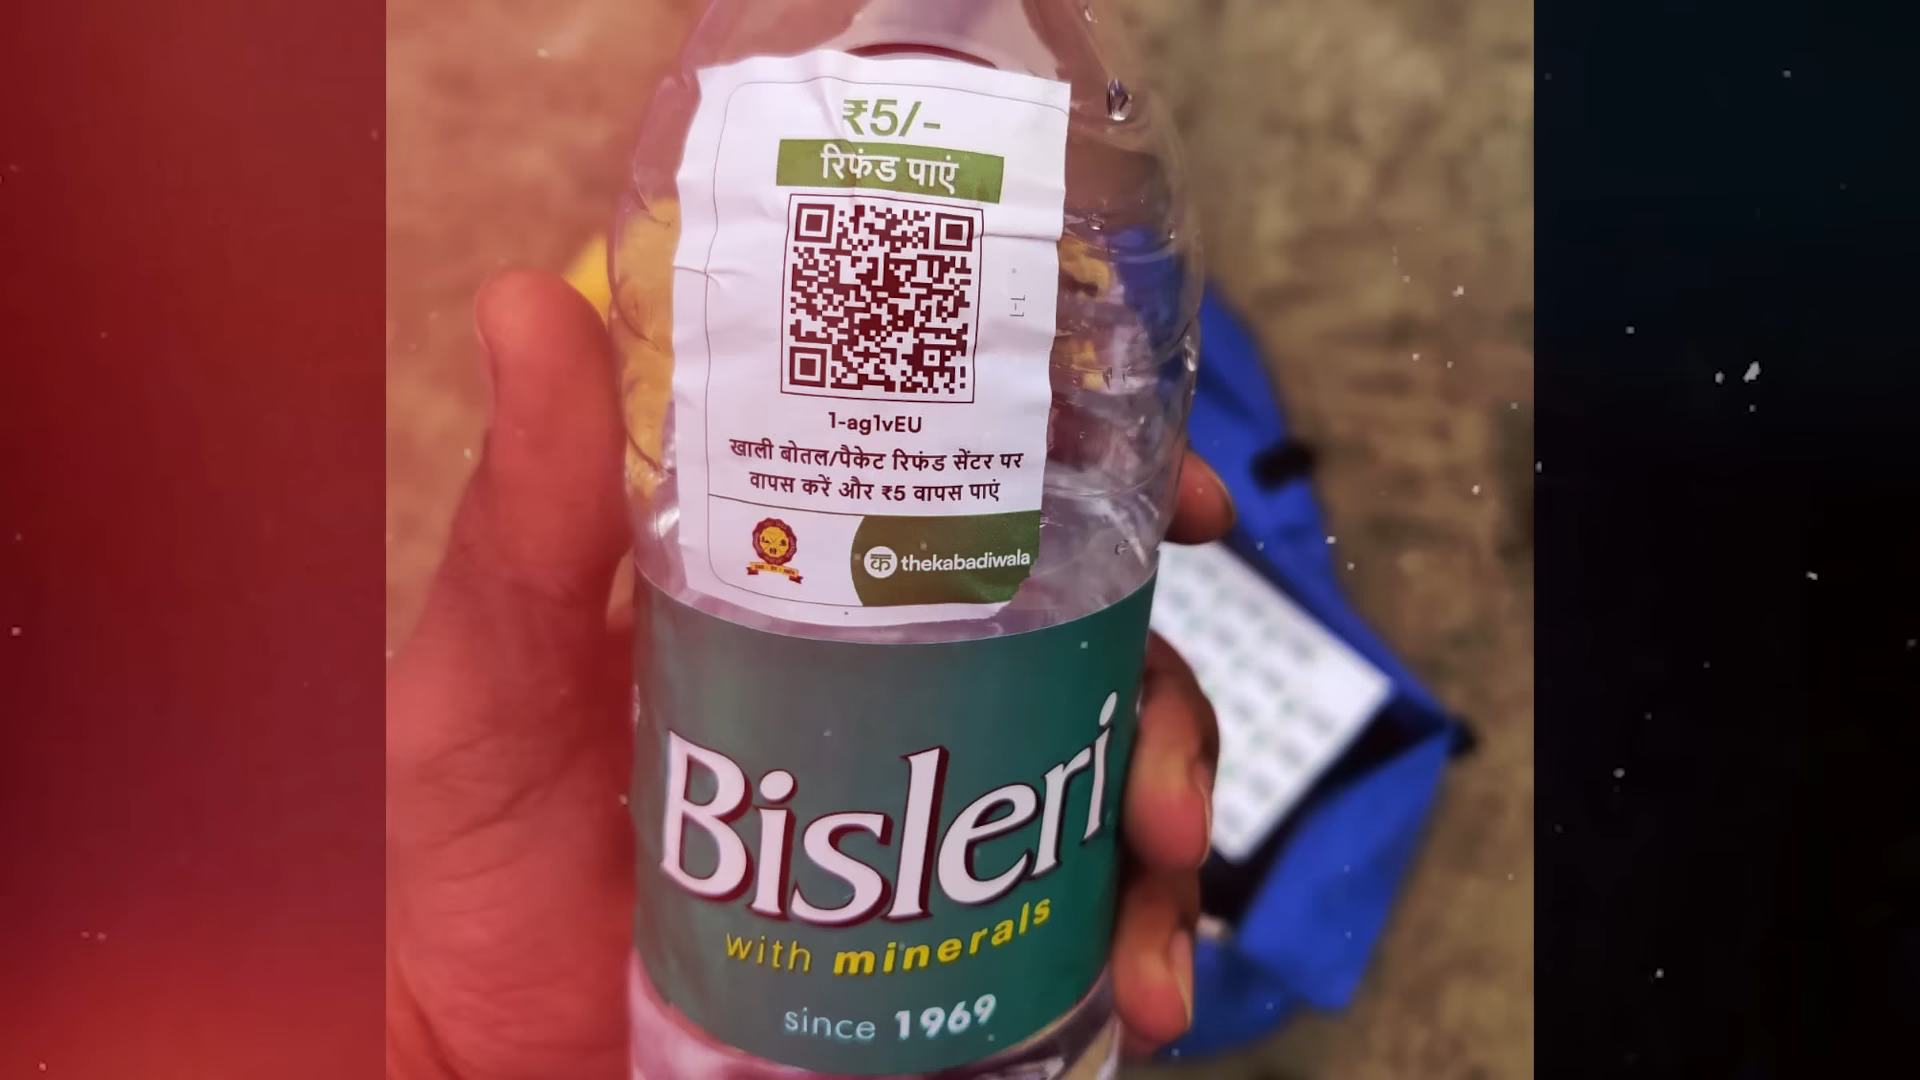 ₹5/-
रिफंड पाएं
1-ag1vEU
खाली बोतल/पैकेट रिफंड सेंटर पर
वापस करें और ₹5 वापस पाएं
क thekabadiwala
Bisleri
with minerals
since 1969